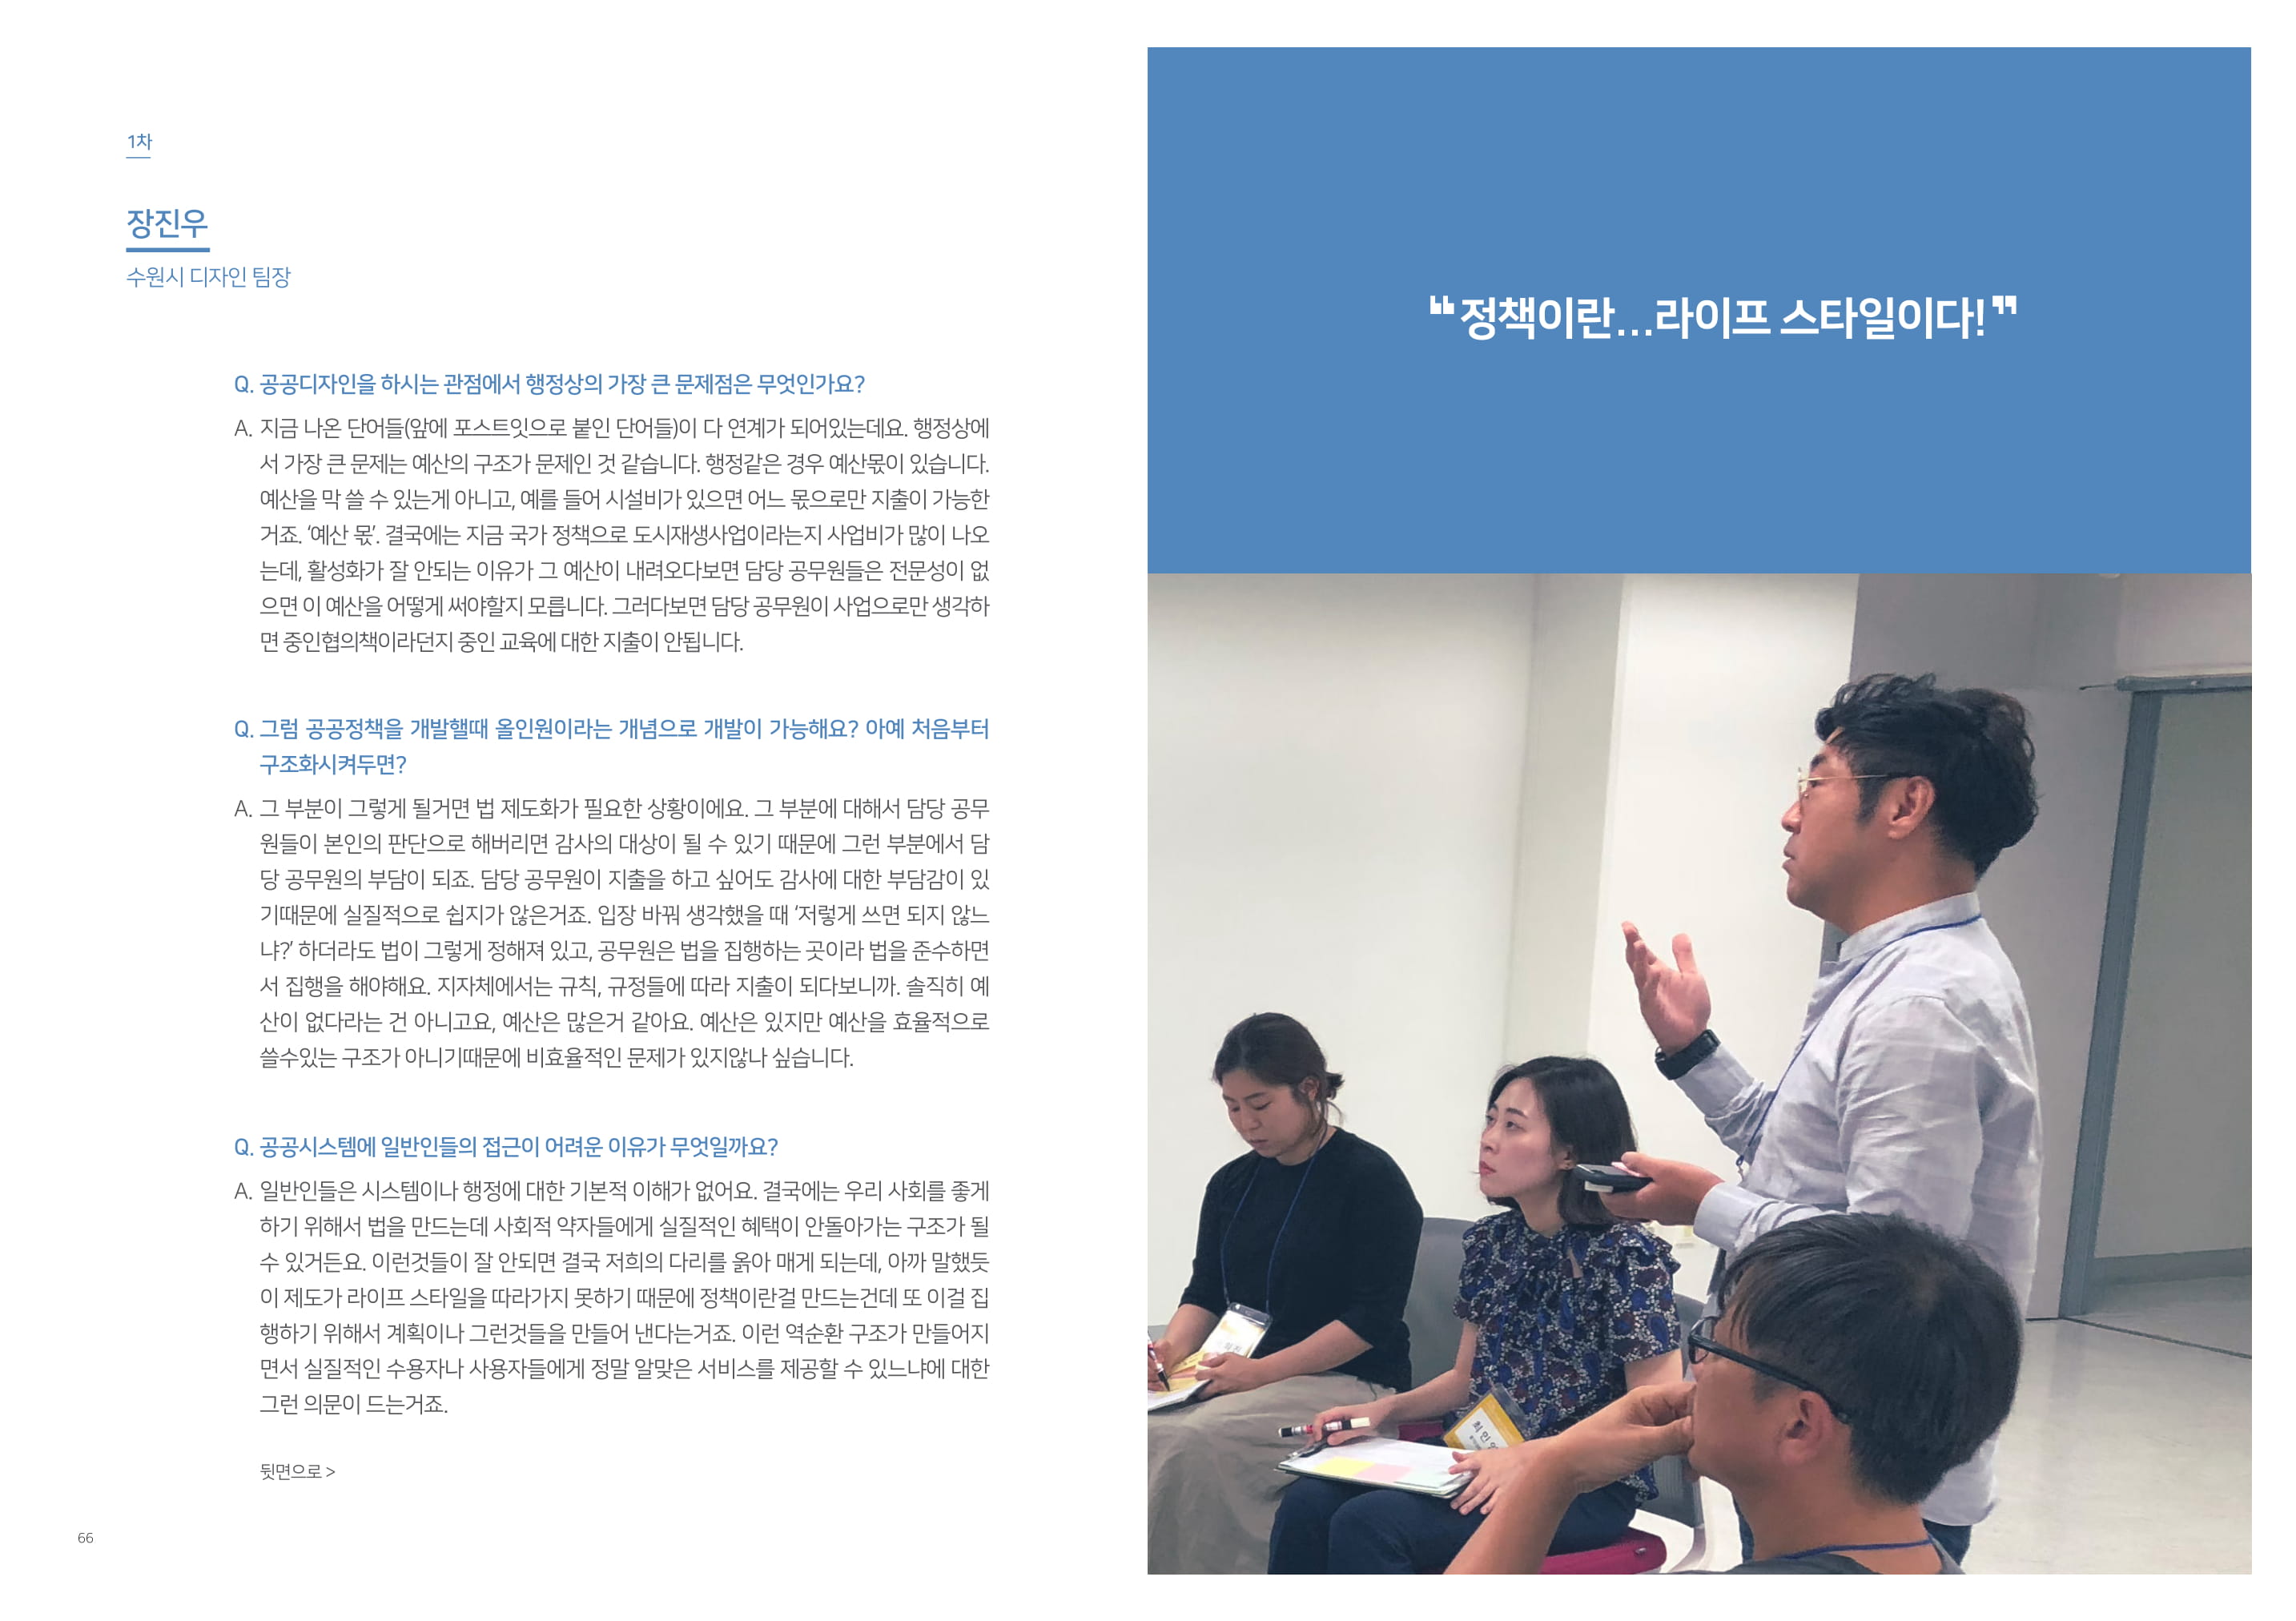 1차
장진우
수원시 디자인 팀장
Q. 공공디자인을 하시는 관점에서 행정상의 가장 큰 문제점은 무엇인가요?
A. 지금 나온 단어들(앞에 포스트잇으로 붙인 단어들)이 다 연계가 되어있는데요. 행정상에
서 가장 큰 문제는 예산의 구조가 문제인 것 같습니다. 행정같은 경우 예산몫이 있습니다.
예산을 막 쓸 수 있는게 아니고, 예를 들어 시설비가 있으면 어느 몫으로만 지출이 가능한
거죠. ‘예산 몫’. 결국에는 지금 국가 정책으로 도시재생사업이라는지 사업비가 많이 나오
는데, 활성화가 잘 안되는 이유가 그 예산이 내려오다보면 담당 공무원들은 전문성이 없
으면 이 예산을 어떻게 써야할지 모릅니다. 그러다보면 담당 공무원이 사업으로만 생각하
면 중인협의책이라던지 중인 교육에 대한 지출이 안됩니다.
Q. 그럼 공공정책을 개발핼때 올인원이라는 개념으로 개발이 가능해요? 아예 처음부터
구조화시켜두면?
A. 그 부분이 그렇게 될거면 법 제도화가 필요한 상황이에요. 그 부분에 대해서 담당 공무
원들이 본인의 판단으로 해버리면 감사의 대상이 될 수 있기 때문에 그런 부분에서 담
당 공무원의 부담이 되죠. 담당 공무원이 지출을 하고 싶어도 감사에 대한 부담감이 있
기때문에 실질적으로 쉽지가 않은거죠. 입장 바꿔 생각했을 때 ‘저렇게 쓰면 되지 않느
냐?’ 하더라도 법이 그렇게 정해져 있고, 공무원은 법을 집행하는 곳이라 법을 준수하면
서 집행을 해야해요. 지자체에서는 규칙, 규정들에 따라 지출이 되다보니까. 솔직히 예
산이 없다라는 건 아니고요, 예산은 많은거 같아요. 예산은 있지만 예산을 효율적으로
쓸수있는 구조가 아니기때문에 비효율적인 문제가 있지않나 싶습니다.
Q. 공공시스템에 일반인들의 접근이 어려운 이유가 무엇일까요?
A. 일반인들은 시스템이나 행정에 대한 기본적 이해가 없어요. 결국에는 우리 사회를 좋게
하기 위해서 법을 만드는데 사회적 약자들에게 실질적인 혜택이 안돌아가는 구조가 될
수 있거든요. 이런것들이 잘 안되면 결국 저희의 다리를 옭아 매게 되는데, 아까 말했듯
이 제도가 라이프 스타일을 따라가지 못하기 때문에 정책이란걸 만드는건데 또 이걸 집
행하기 위해서 계획이나 그런것들을 만들어 낸다는거죠. 이런 역순환 구조가 만들어지
면서 실질적인 수용자나 사용자들에게 정말 알맞은 서비스를 제공할 수 있느냐에 대한
그런 의문이 드는거죠.
뒷면으로 >
66
“정책이란...라이프 스타일이다!”